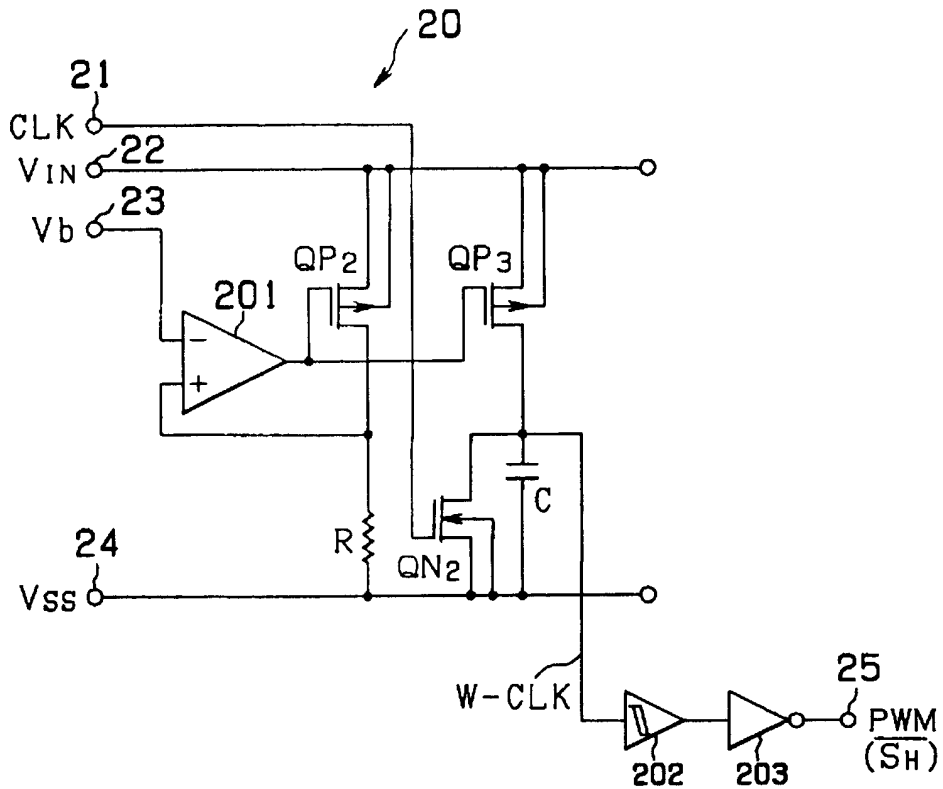 20
21
CLK
22
VIN
23
Vb
QP2
QP3
201
−
+
C
R
QN2
24
VSS
W-CLK
25
PWM
(SH)
202
203